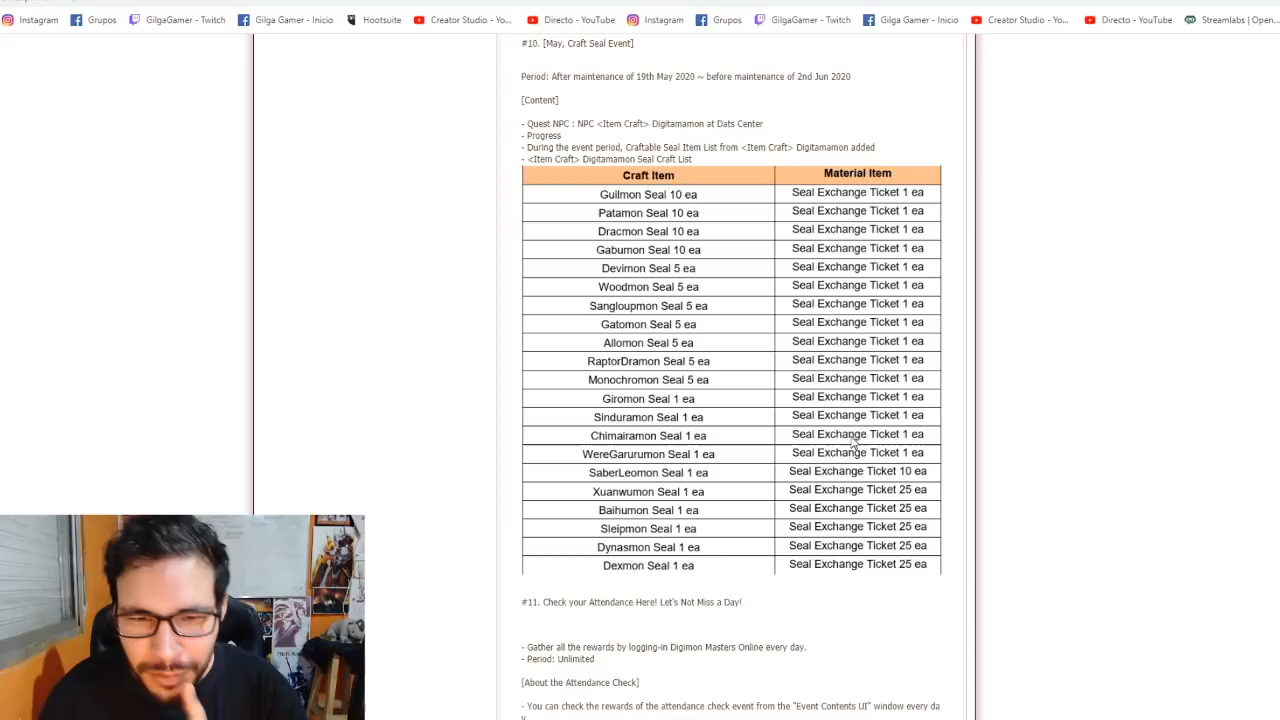 Instagram Grupos GilgaGamer - Twitch Gilga Gamer - Inicio Hootsuite Creator Studio - Yo... Directo - YouTube Instagram Grupos GilgaGamer - Twitch Gilga Gamer - Inicio Creator Studio - Yo... Directo - YouTube Streamlabs | Open...
#10. [May, Craft Seal Event]
Period: After maintenance of 19th May 2020 ~ before maintenance of 2nd Jun 2020
[Content]
- Quest NPC : NPC <Item Craft> Digitamamon at Dats Center
- Progress
- During the event period, Craftable Seal Item List from <Item Craft> Digitamamon added
- <Item Craft> Digitamamon Seal Craft List
Craft Item Material Item
Guilmon Seal 10 ea Seal Exchange Ticket 1 ea
Patamon Seal 10 ea Seal Exchange Ticket 1 ea
Dracmon Seal 10 ea Seal Exchange Ticket 1 ea
Gabumon Seal 10 ea Seal Exchange Ticket 1 ea
Devimon Seal 5 ea Seal Exchange Ticket 1 ea
Woodmon Seal 5 ea Seal Exchange Ticket 1 ea
Sangloupmon Seal 5 ea Seal Exchange Ticket 1 ea
Gatomon Seal 5 ea Seal Exchange Ticket 1 ea
Allomon Seal 5 ea Seal Exchange Ticket 1 ea
RaptorDramon Seal 5 ea Seal Exchange Ticket 1 ea
Monochromon Seal 5 ea Seal Exchange Ticket 1 ea
Giromon Seal 1 ea Seal Exchange Ticket 1 ea
Sinduramon Seal 1 ea Seal Exchange Ticket 1 ea
Chimairamon Seal 1 ea Seal Exchange Ticket 1 ea
WereGarurumon Seal 1 ea Seal Exchange Ticket 1 ea
SaberLeomon Seal 1 ea Seal Exchange Ticket 10 ea
Xuanwumon Seal 1 ea Seal Exchange Ticket 25 ea
Baihumon Seal 1 ea Seal Exchange Ticket 25 ea
Sleipmon Seal 1 ea Seal Exchange Ticket 25 ea
Dynasmon Seal 1 ea Seal Exchange Ticket 25 ea
Dexmon Seal 1 ea Seal Exchange Ticket 25 ea
#11. Check your Attendance Here! Let's Not Miss a Day!
- Gather all the rewards by logging-in Digimon Masters Online every day.
- Period: Unlimited
[About the Attendance Check]
- You can check the rewards of the attendance check event from the "Event Contents UI" window every da
y.